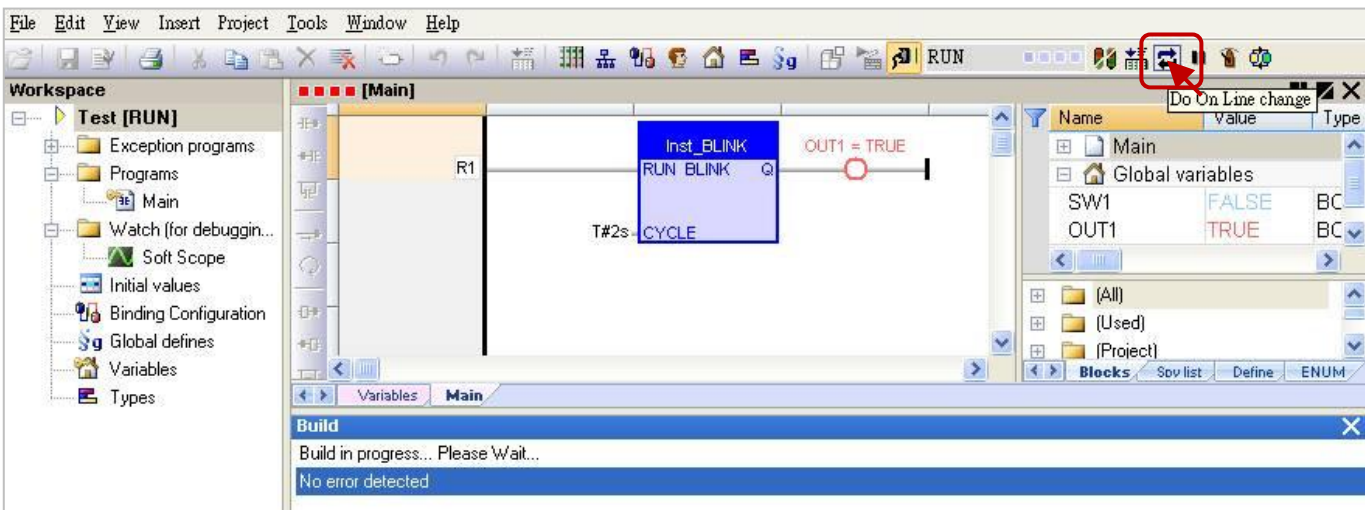 File Edit View Insert Project Tools Window Help
RUN
Workspace
Test [RUN]
Exception programs
Programs
Main
Watch (for debuggin...
Soft Scope
Initial values
Binding Configuration
Global defines
Variables
Types
[Main]
R1
Inst_BLINK
RUN BLINK Q
T#2s
CYCLE
OUT1 = TRUE
Variables Main
Do On Line change
Name Value Type
Main
Global variables
SW1 FALSE BC
OUT1 TRUE BC
(All)
(Used)
(Project)
Blocks Spy list Define ENUM
Build
Build in progress... Please Wait...
No error detected